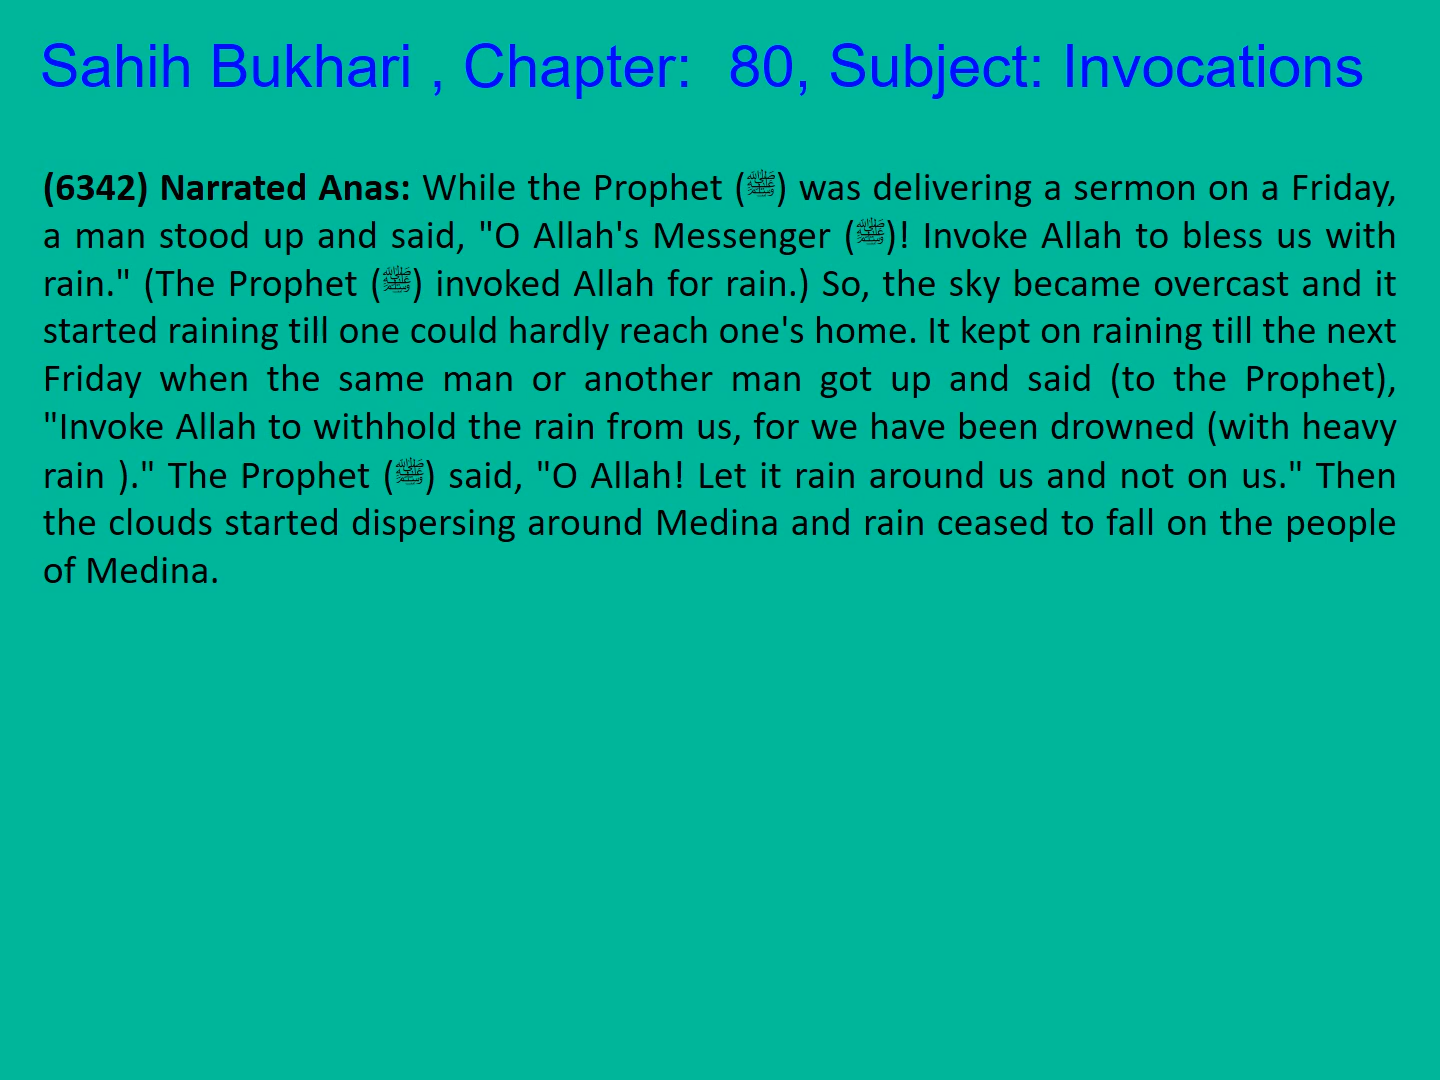 Sahih Bukhari , Chapter:  80, Subject: Invocations
(6342) Narrated Anas: While the Prophet (ﷺ) was delivering a sermon on a Friday,
a man stood up and said, "O Allah's Messenger (ﷺ)! Invoke Allah to bless us with
rain." (The Prophet (ﷺ) invoked Allah for rain.) So, the sky became overcast and it
started raining till one could hardly reach one's home. It kept on raining till the next
Friday when the same man or another man got up and said (to the Prophet),
"Invoke Allah to withhold the rain from us, for we have been drowned (with heavy
rain )." The Prophet (ﷺ) said, "O Allah! Let it rain around us and not on us." Then
the clouds started dispersing around Medina and rain ceased to fall on the people
of Medina.